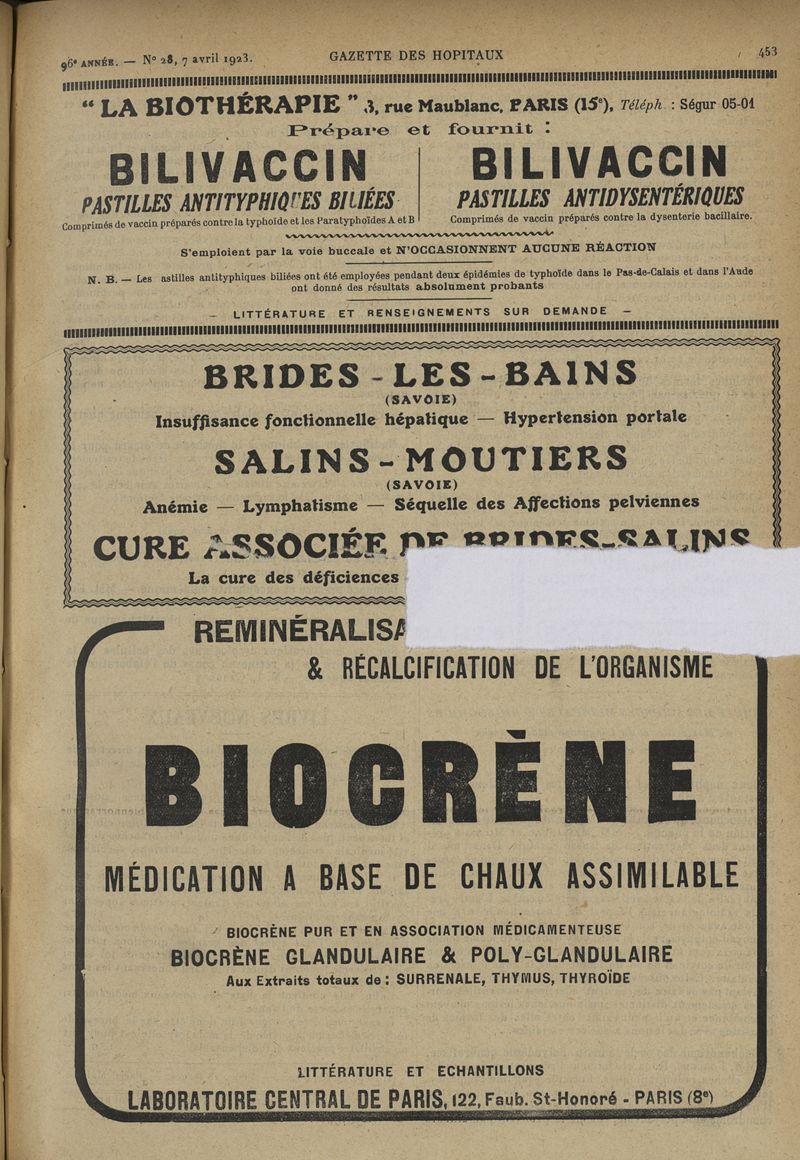 96e ANNÉE. — No 28, 7 avril 1923.
GAZETTE DES HOPITAUX
453
“ LA BIOTHÉRAPIE ” 3, rue Maublanc, PARIS (15e), Téléph. : Ségur 05-01
Prépare et fournit :
BILIVACCIN
PASTILLES ANTITYPHIQUES BILIÉES
Comprimés de vaccin préparés contre la typhoïde et les Paratyphoïdes A et B
BILIVACCIN
PASTILLES ANTIDYSENTÉRIQUES
Comprimés de vaccin préparés contre la dysenterie bacillaire.
S'emploient par la voie buccale et N'OCCASIONNENT AUCUNE RÉACTION
N. B. — Les astilles antityphiques biliées ont été employées pendant deux épidémies de typhoïde dans le Pas-de-Calais et dans l'Aude
ont donné des résultats absolument probants
– LITTÉRATURE ET RENSEIGNEMENTS SUR DEMANDE –
BRIDES - LES - BAINS
(SAVOIE)
Insuffisance fonctionnelle hépatique — Hypertension portale
SALINS - MOUTIERS
(SAVOIE)
Anémie — Lymphatisme — Séquelle des Affections pelviennes
CURE ASSOCIÉE DE BRIDES-SALINS
La cure des déficiences
REMINÉRALISA
& RÉCALCIFICATION DE L'ORGANISME
BIOCRÈNE
MÉDICATION A BASE DE CHAUX ASSIMILABLE
BIOCRÈNE PUR ET EN ASSOCIATION MÉDICAMENTEUSE
BIOCRÈNE GLANDULAIRE & POLY-GLANDULAIRE
Aux Extraits totaux de : SURRENALE, THYMUS, THYROÏDE
LITTÉRATURE ET ECHANTILLONS
LABORATOIRE CENTRAL DE PARIS, 122, Faub. St-Honoré - PARIS (8e)